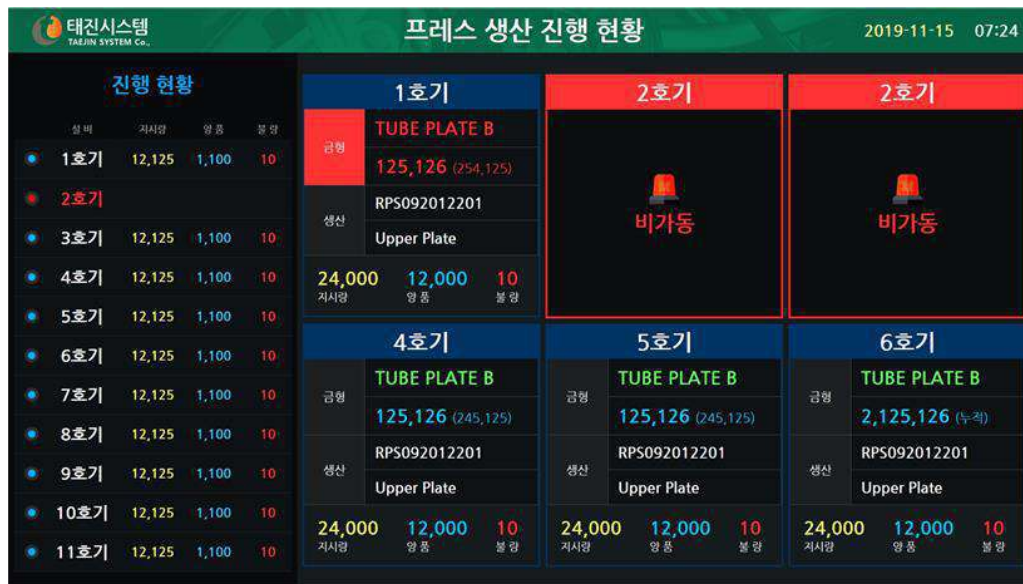 태진시스템
TAEJIN SYSTEM Co.,
프레스 생산 진행 현황
2019-11-15 07:24
진행 현황
설비 지시량 양품 불량
1호기 12,125 1,100 10
2호기
3호기 12,125 1,100 10
4호기 12,125 1,100 10
5호기 12,125 1,100 10
6호기 12,125 1,100 10
7호기 12,125 1,100 10
8호기 12,125 1,100 10
9호기 12,125 1,100 10
10호기 12,125 1,100 10
11호기 12,125 1,100 10
1호기
금형
TUBE PLATE B
125,126 (254,125)
생산
RPS092012201
Upper Plate
24,000 12,000 10
지시량 양품 불량
2호기
비가동
2호기
비가동
4호기
금형
TUBE PLATE B
125,126 (245,125)
생산
RPS092012201
Upper Plate
24,000 12,000 10
지시량 양품 불량
5호기
금형
TUBE PLATE B
125,126 (245,125)
생산
RPS092012201
Upper Plate
24,000 12,000 10
지시량 양품 불량
6호기
금형
TUBE PLATE B
2,125,126 (누적)
생산
RPS092012201
Upper Plate
24,000 12,000 10
지시량 양품 불량